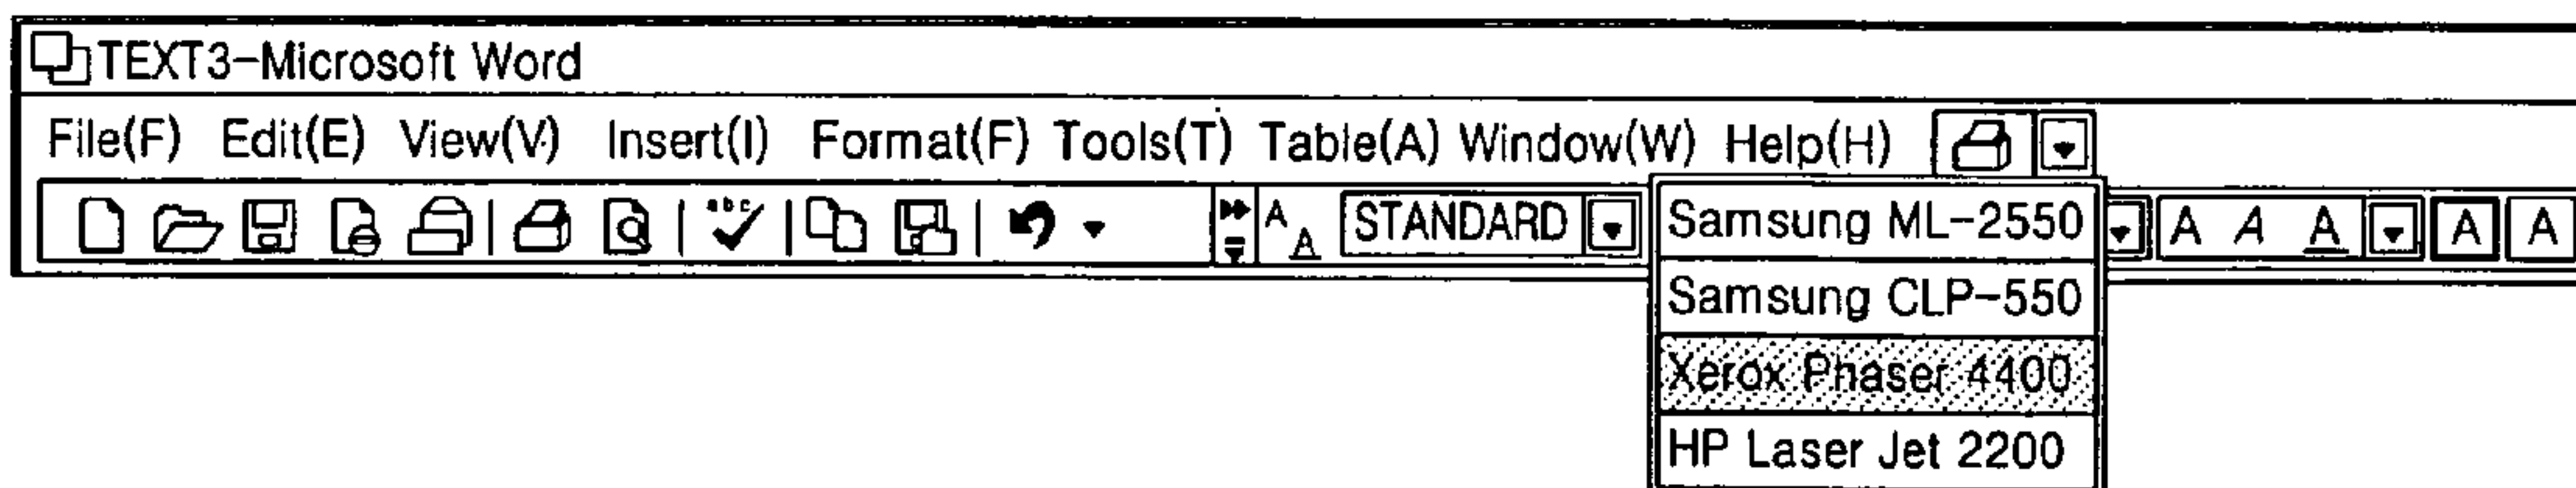 TEXT3-Microsoft Word
File(F) Edit(E) View(V) Insert(I) Format(F) Tools(T) Table(A) Window(W) Help(H)
abc A A STANDARD A A A A A
Samsung ML-2550
Samsung CLP-550
Xerox Phaser 4400
HP Laser Jet 2200